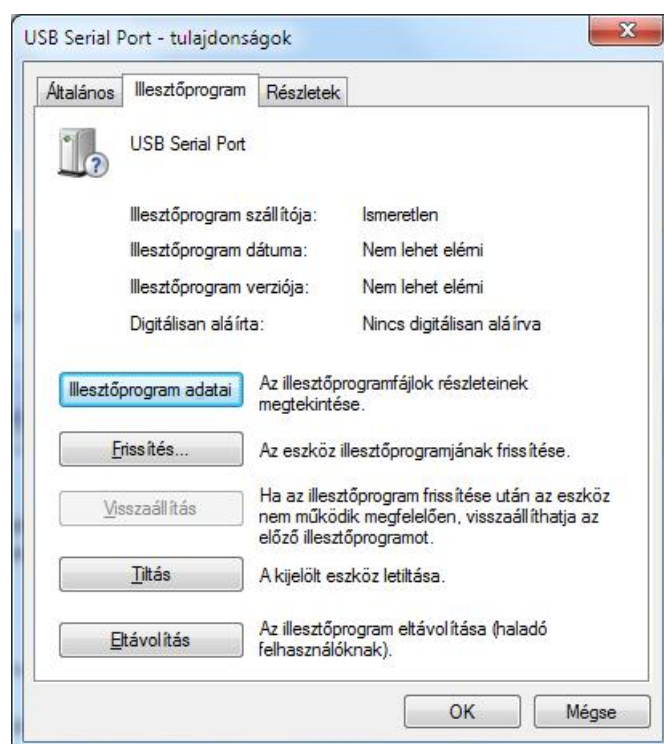 USB Serial Port - tulajdonságok
Általános Illesztőprogram Részletek
USB Serial Port
Illesztőprogram szállítója: Ismeretlen
Illesztőprogram dátuma: Nem lehet elérni
Illesztőprogram verziója: Nem lehet elérni
Digitálisan aláírta: Nincs digitálisan aláírva
Illesztőprogram adatai Az illesztőprogramfájlok részleteinek
megtekintése.
Frissítés... Az eszköz illesztőprogramjának frissítése.
Visszaállítás Ha az illesztőprogram frissítése után az eszköz
nem működik megfelelően, visszaállíthatja az
előző illesztőprogramot.
Tiltás A kijelölt eszköz letiltása.
Eltávolítás Az illesztőprogram eltávolítása (haladó
felhasználóknak).
OK Mégse